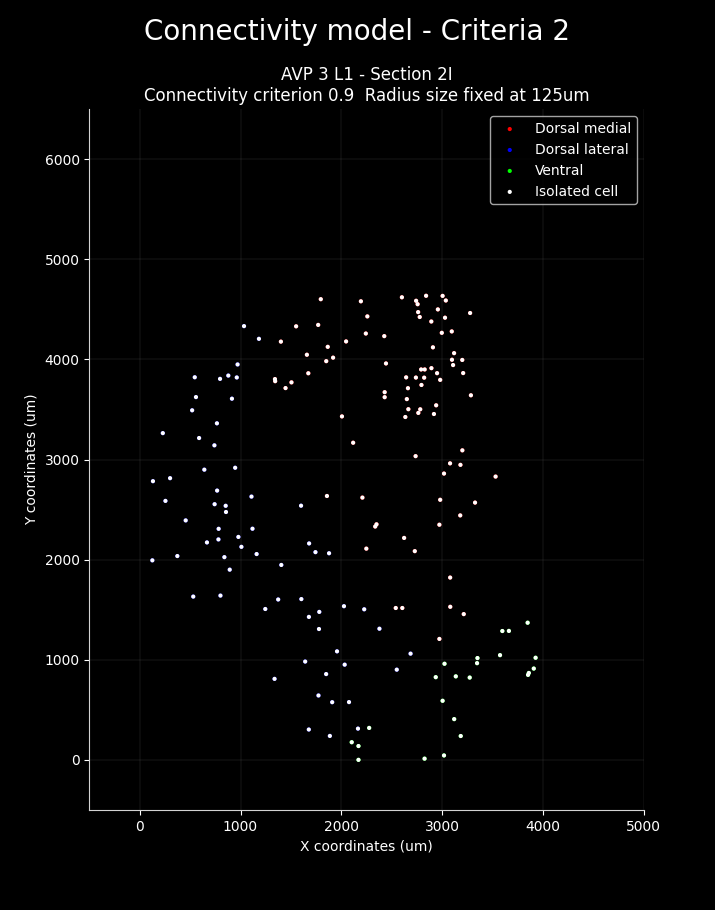 Connectivity model - Criteria 2
AVP 3 L1 - Section 2I
Connectivity criterion 0.9  Radius size fixed at 125um
Dorsal medial
Dorsal lateral
Ventral
Isolated cell
6000
5000
4000
3000
2000
1000
0
Y coordinates (um)
0
1000
2000
3000
4000
5000
X coordinates (um)